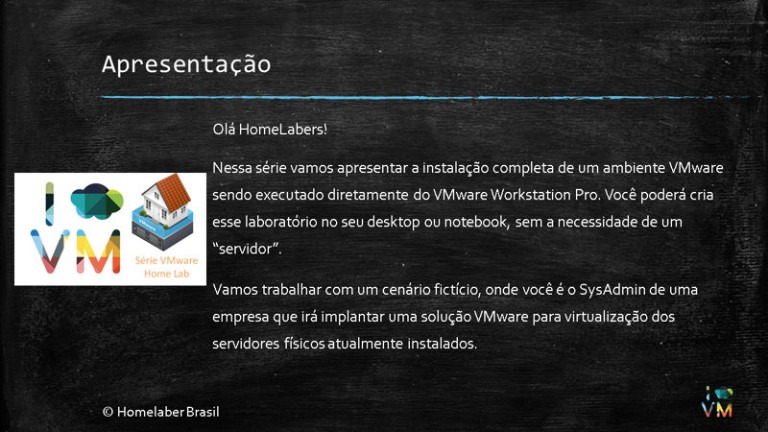 Apresentação
Olá HomeLabers!
Nessa série vamos apresentar a instalação completa de um ambiente VMware
sendo executado diretamente do VMware Workstation Pro. Você poderá cria
esse laboratório no seu desktop ou notebook, sem a necessidade de um
“servidor”.
I
VM
Série VMware
Home Lab
Vamos trabalhar com um cenário fictício, onde você é o SysAdmin de uma
empresa que irá implantar uma solução VMware para virtualização dos
servidores físicos atualmente instalados.
© Homelaber Brasil
I
VM